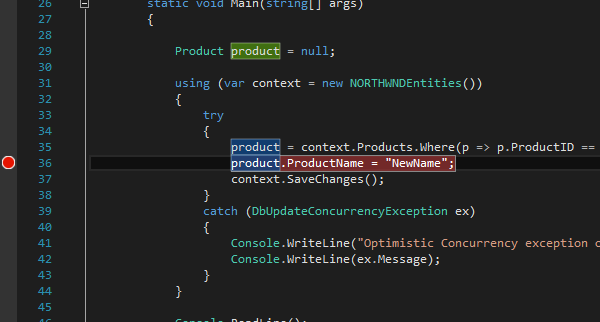 26 static void Main(string[] args)
27 {
28
29 Product product = null;
30
31 using (var context = new NORTHWNDEntities())
32 {
33 try
34 {
35 product = context.Products.Where(p => p.ProductID ==
36 product.ProductName = "NewName";
37 context.SaveChanges();
38 }
39 catch (DbUpdateConcurrencyException ex)
40 {
41 Console.WriteLine("Optimistic Concurrency exception
42 Console.WriteLine(ex.Message);
43 }
44 }
45
46 Console.ReadLine();